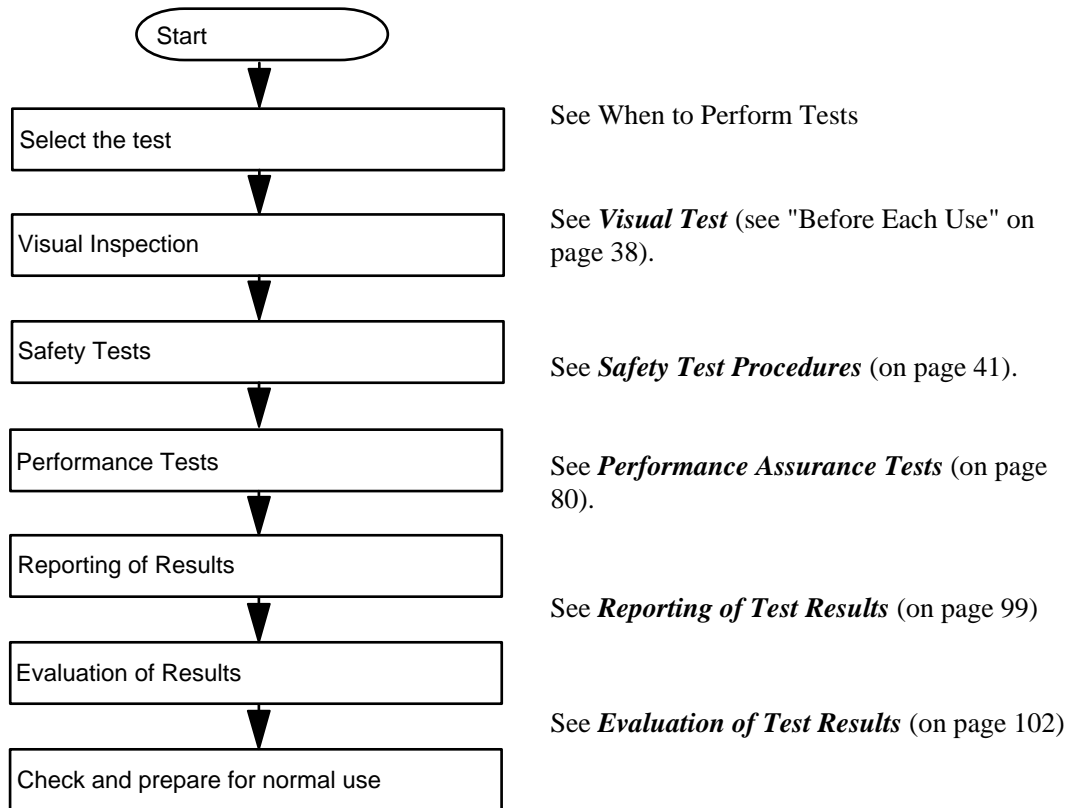 Start
Select the test
See When to Perform Tests
Visual Inspection
See Visual Test (see "Before Each Use" on
page 38).
Safety Tests
See Safety Test Procedures (on page 41).
Performance Tests
See Performance Assurance Tests (on page
80).
Reporting of Results
See Reporting of Test Results (on page 99)
Evaluation of Results
See Evaluation of Test Results (on page 102)
Check and prepare for normal use